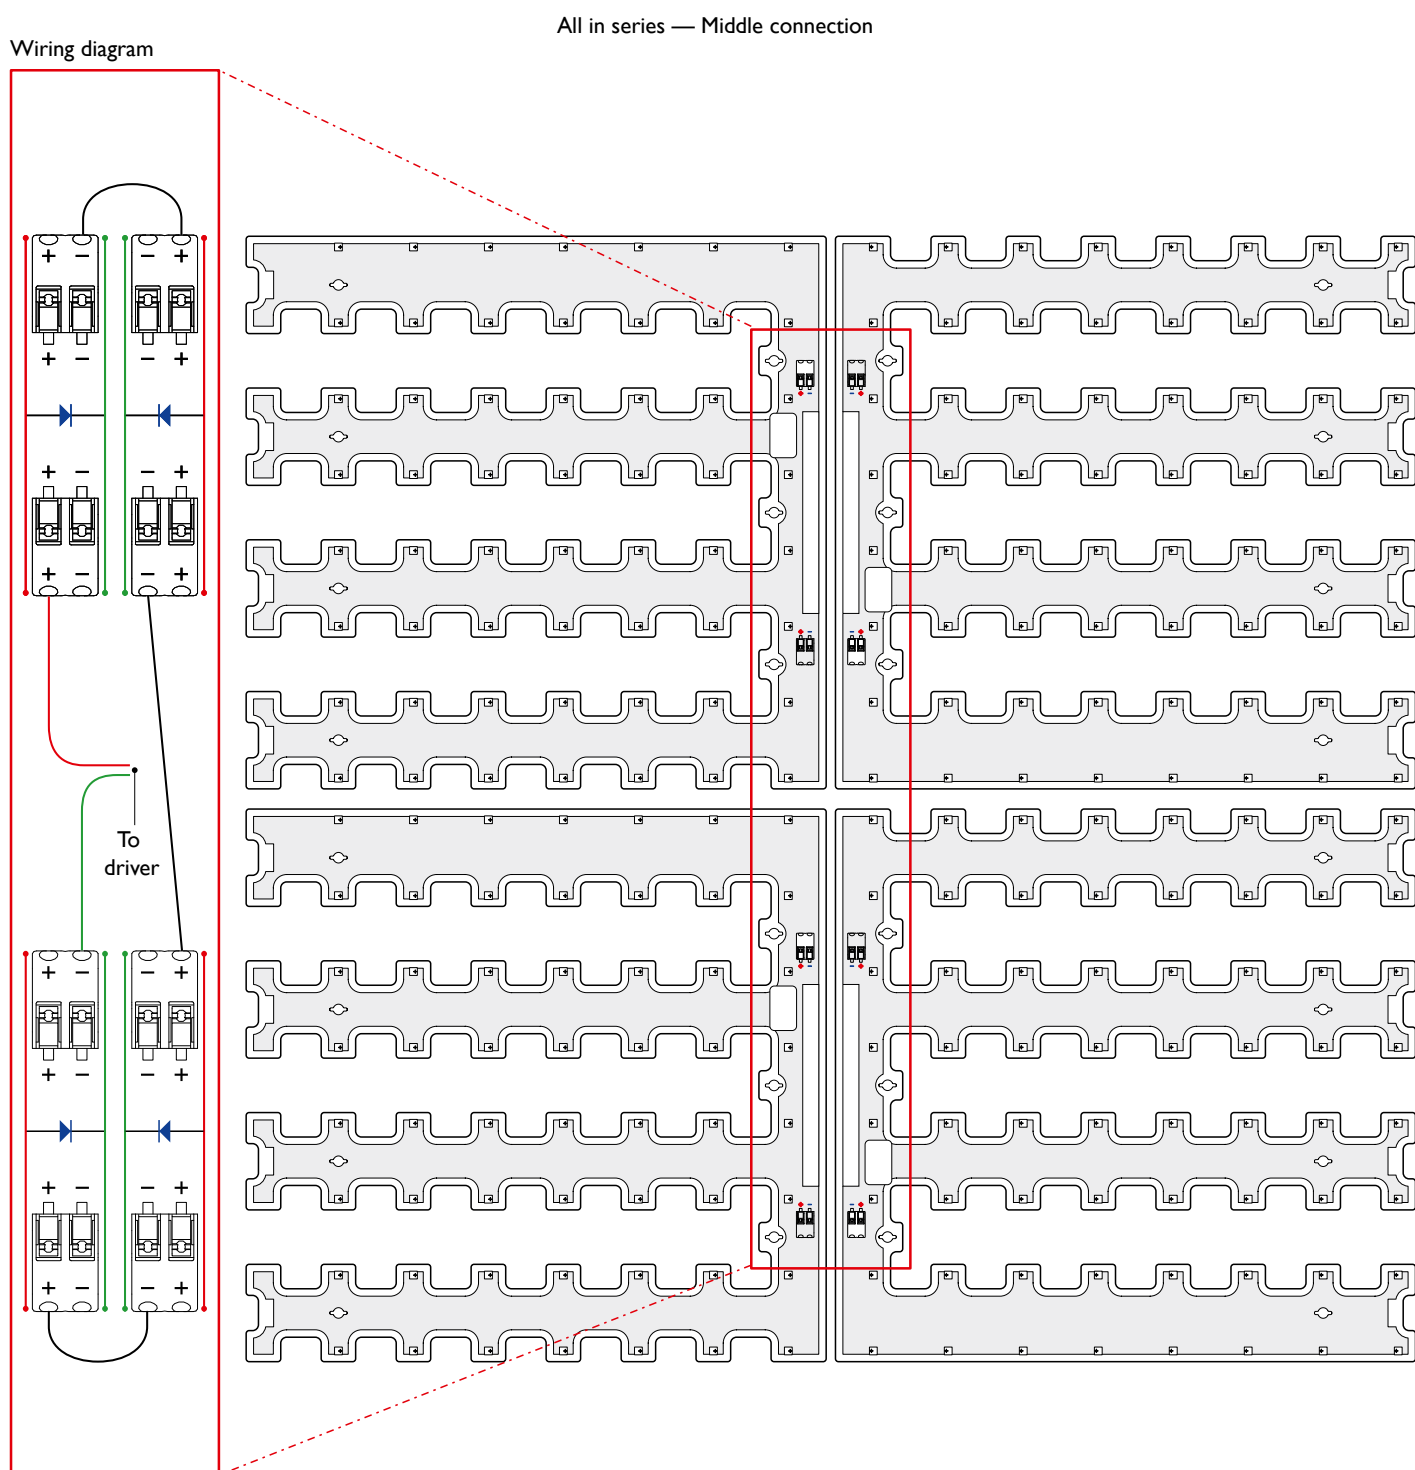 All in series — Middle connection
Wiring diagram
+ − − +
+ − − +
+ − − +
+ − − +
To
driver
+ − − +
+ − − +
+ − − +
+ − − +